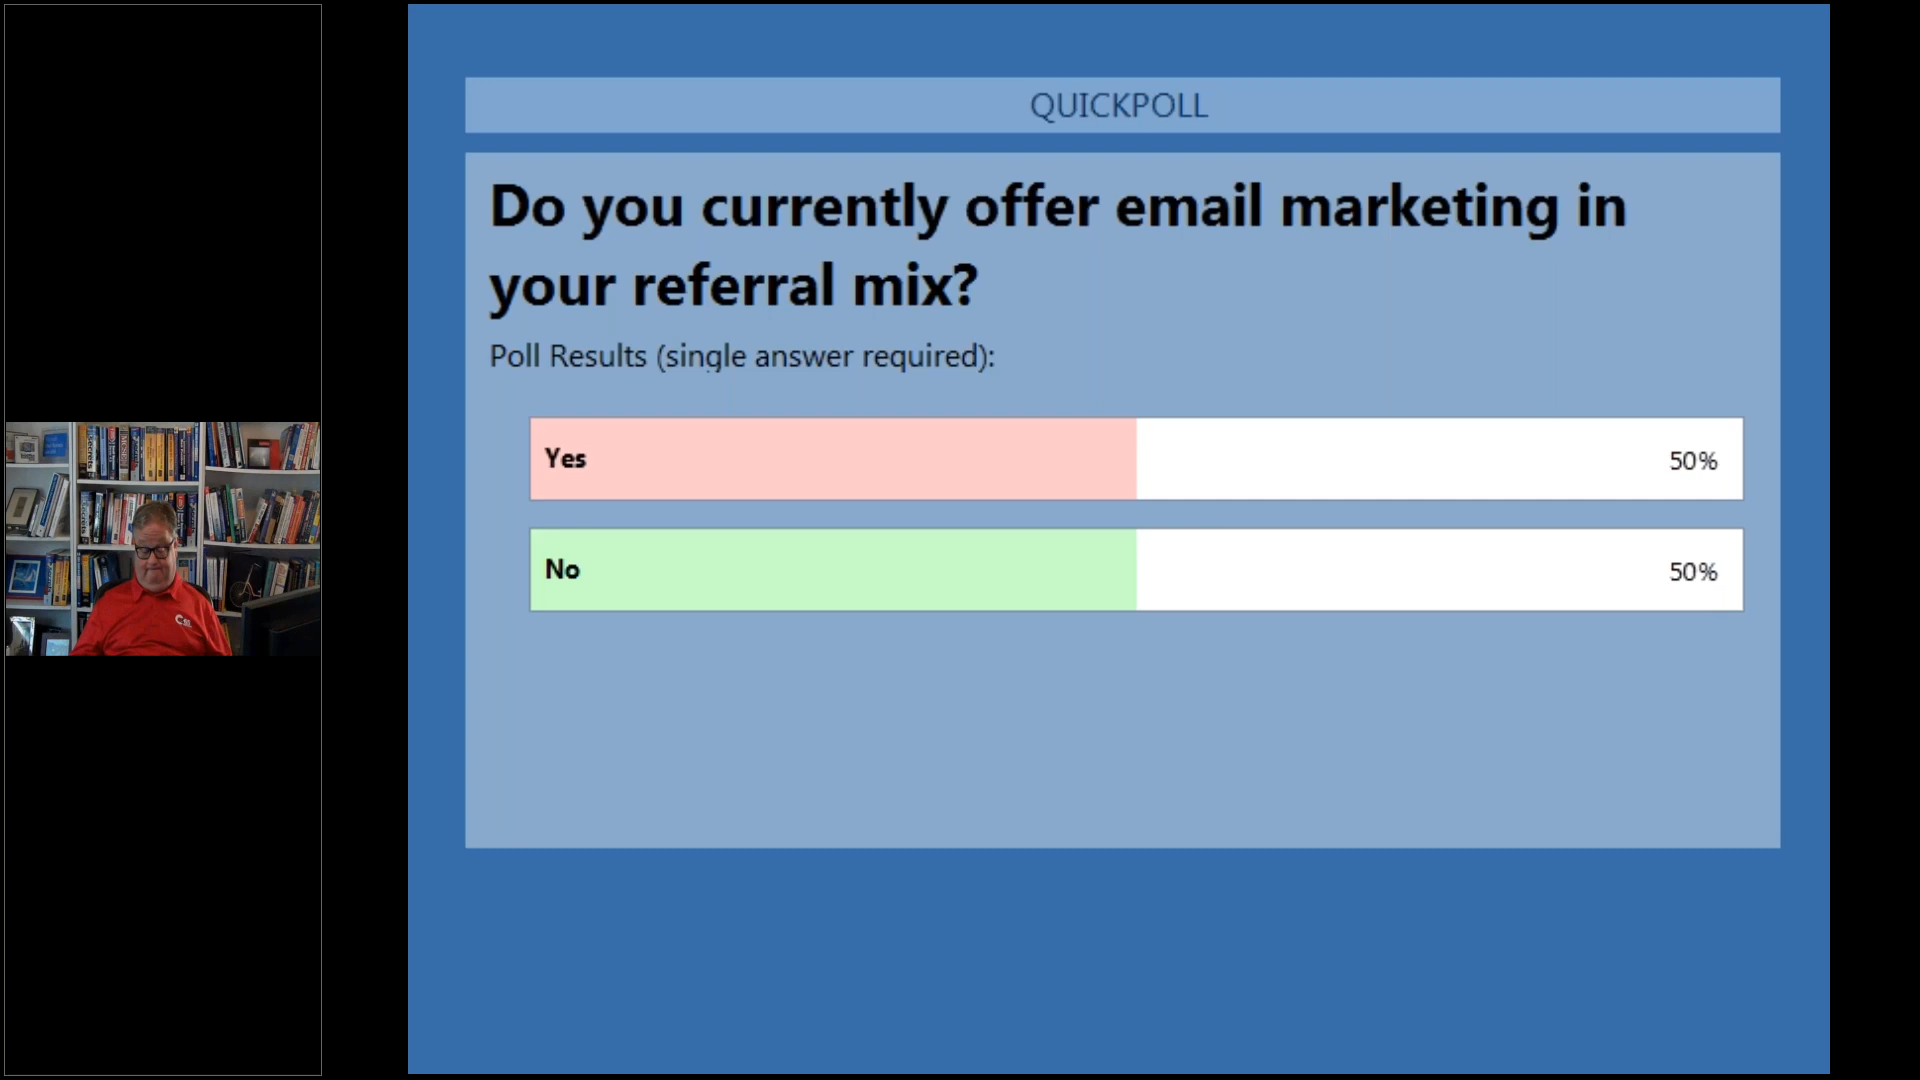 QUICKPOLL
Do you currently offer email marketing in
your referral mix?
Poll Results (single answer required):
Yes 50%
No 50%